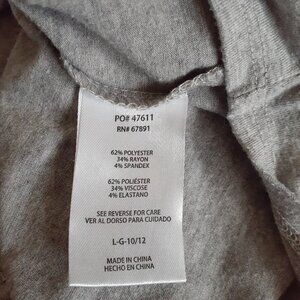 PO# 47611
RN# 67891
62% POLYESTER
34% RAYON
4% SPANDEX
62% POLIÉSTER
34% VISCOSE
4% ELASTANO
SEE REVERSE FOR CARE
VER AL DORSO PARA CUIDADO
L-G-10/12
MADE IN CHINA
HECHO EN CHINA